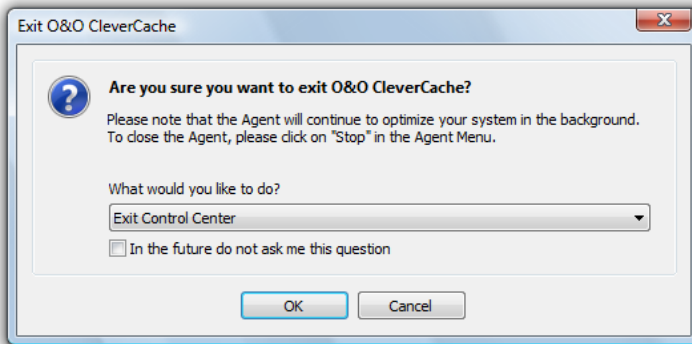 Exit O&O CleverCache
Are you sure you want to exit O&O CleverCache?
Please note that the Agent will continue to optimize your system in the background.
To close the Agent, please click on "Stop" in the Agent Menu.
What would you like to do?
Exit Control Center
In the future do not ask me this question
OK
Cancel